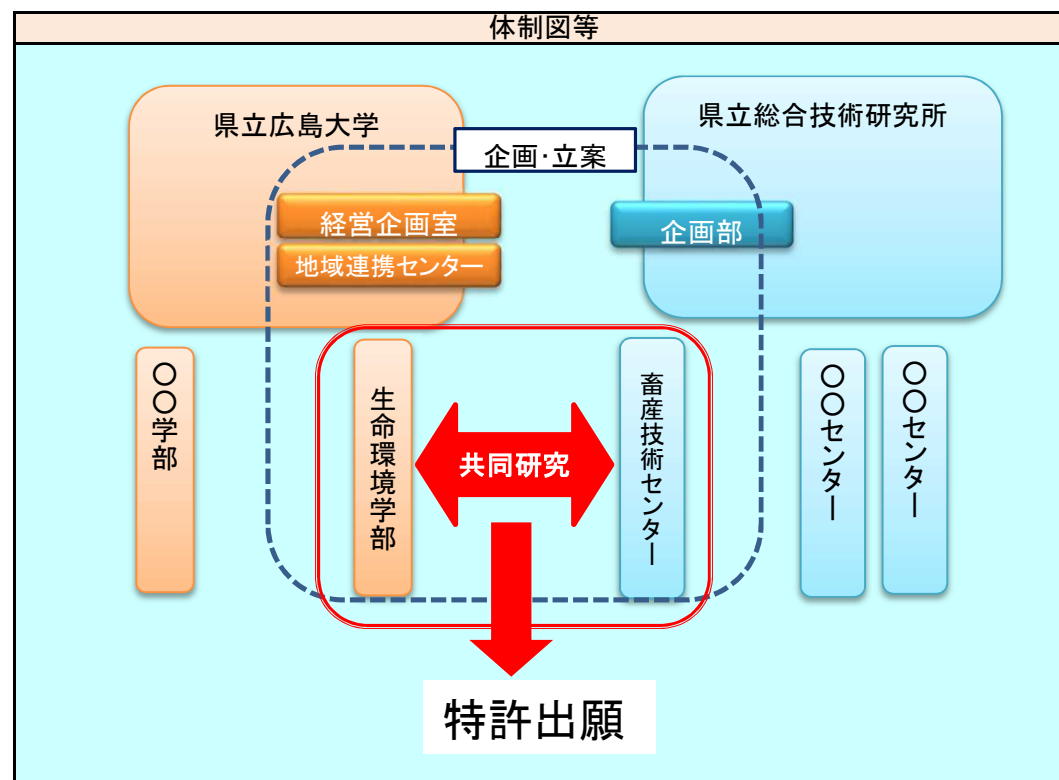 体制図等
県立広島大学
県立総合技術研究所
企画・立案
経営企画室
企画部
地域連携センター
〇〇学部
生命環境学部
共同研究
畜産技術センター
〇〇センター
〇〇センター
特許出願